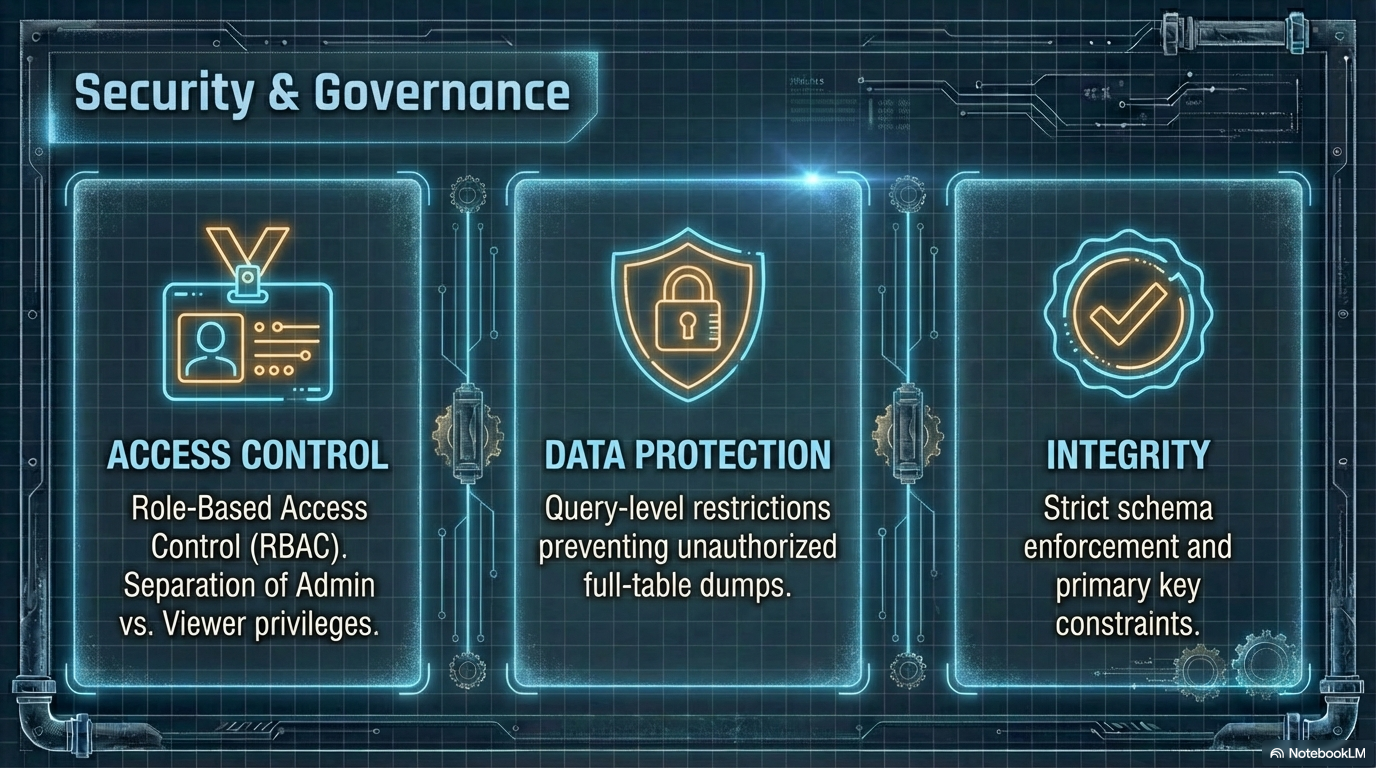 Security & Governance
ACCESS CONTROL
Role-Based Access
Control (RBAC).
Separation of Admin
vs. Viewer privileges.
DATA PROTECTION
Query-level restrictions
preventing unauthorized
full-table dumps.
INTEGRITY
Strict schema
enforcement and
primary key
constraints.
NotebookLM